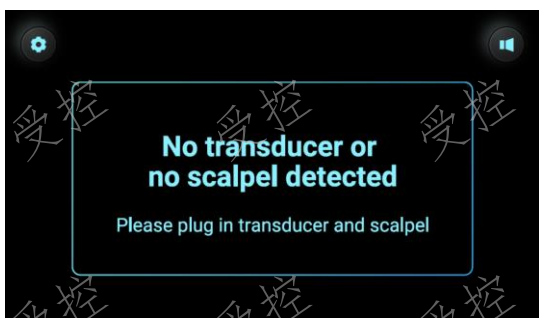 No transducer or
no scalpel detected
Please plug in transducer and scalpel
受控
受控
受控
受控
受控
受控